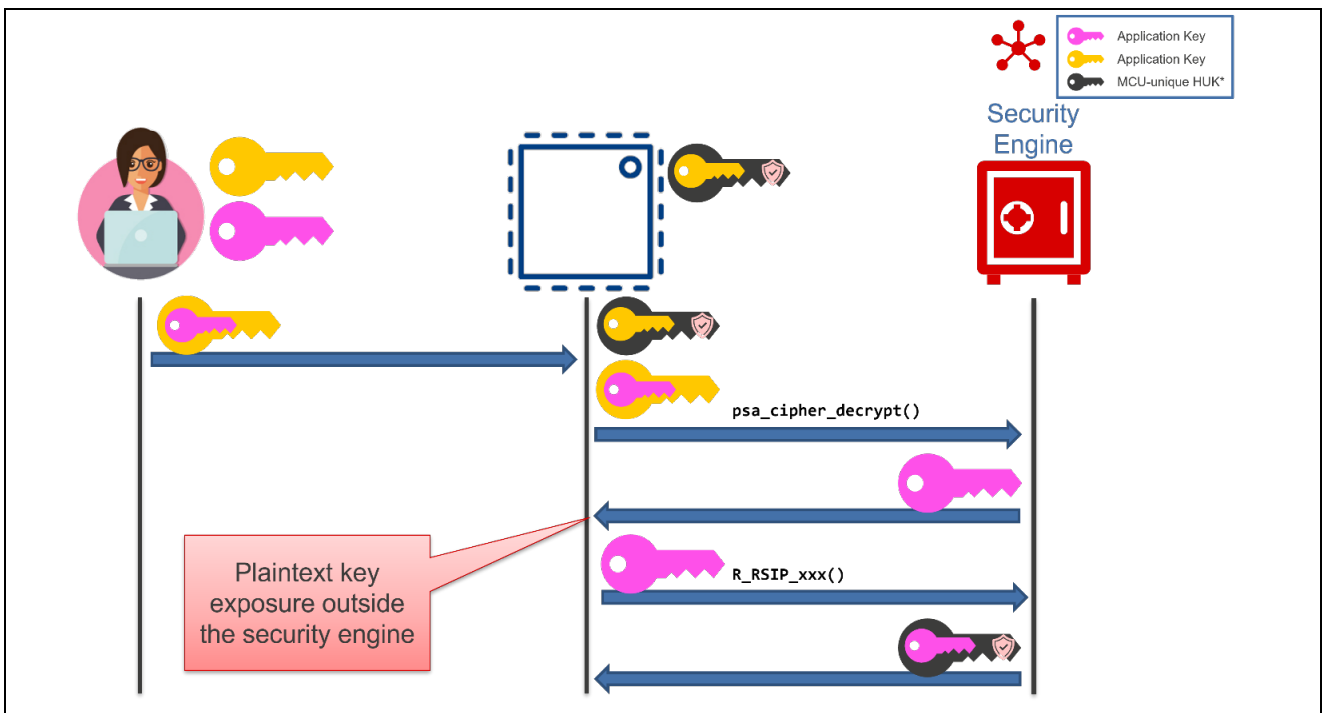 Application Key
Application Key
MCU-unique HUK*
Security
Engine
psa_cipher_decrypt()
Plaintext key
exposure outside
the security engine
R_RSIP_xxx()